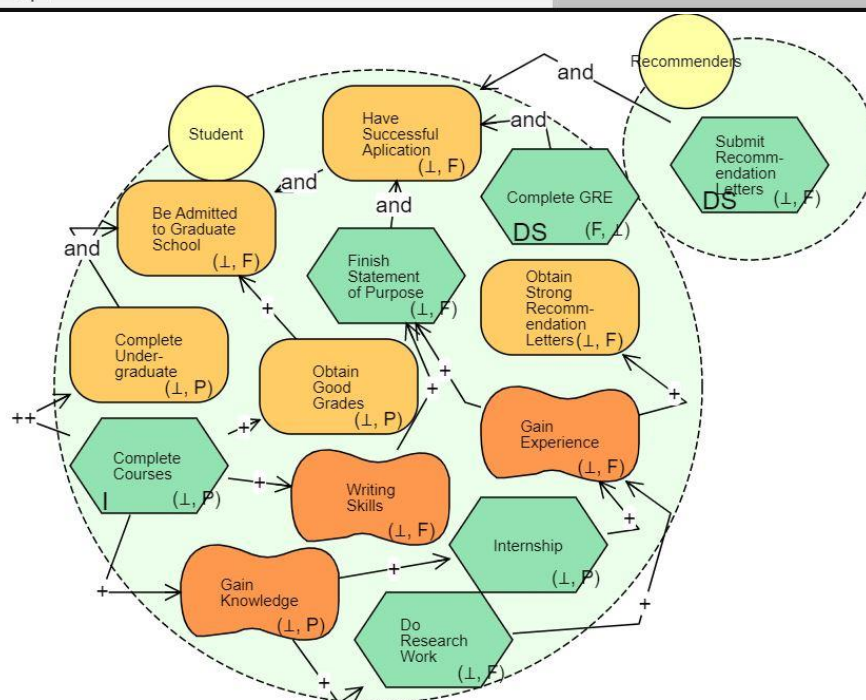 Recommenders
and
Have
Successful
Aplication
(⊥, F)
Student
and
Submit
Recomm-
endation
Letters
DS
(⊥, F)
and
Complete GRE
DS
(F, ⊥)
Be Admitted
to Graduate
School
(⊥, F)
and
and
Finish
Statement
of Purpose
(⊥, F)
Obtain
Strong
Recomm-
endation
Letters
(⊥, F)
+
Complete
Under-
graduate
(⊥, P)
Obtain
Good
Grades
(⊥, P)
+
+
+
++
+
Gain
Experience
(⊥, F)
Complete
Courses
I
(⊥, P)
+
Writing
Skills
(⊥, F)
+
Internship
(⊥, P)
+
Gain
Knowledge
(⊥, P)
+
+
Do
Research
Work
(⊥, F)
+